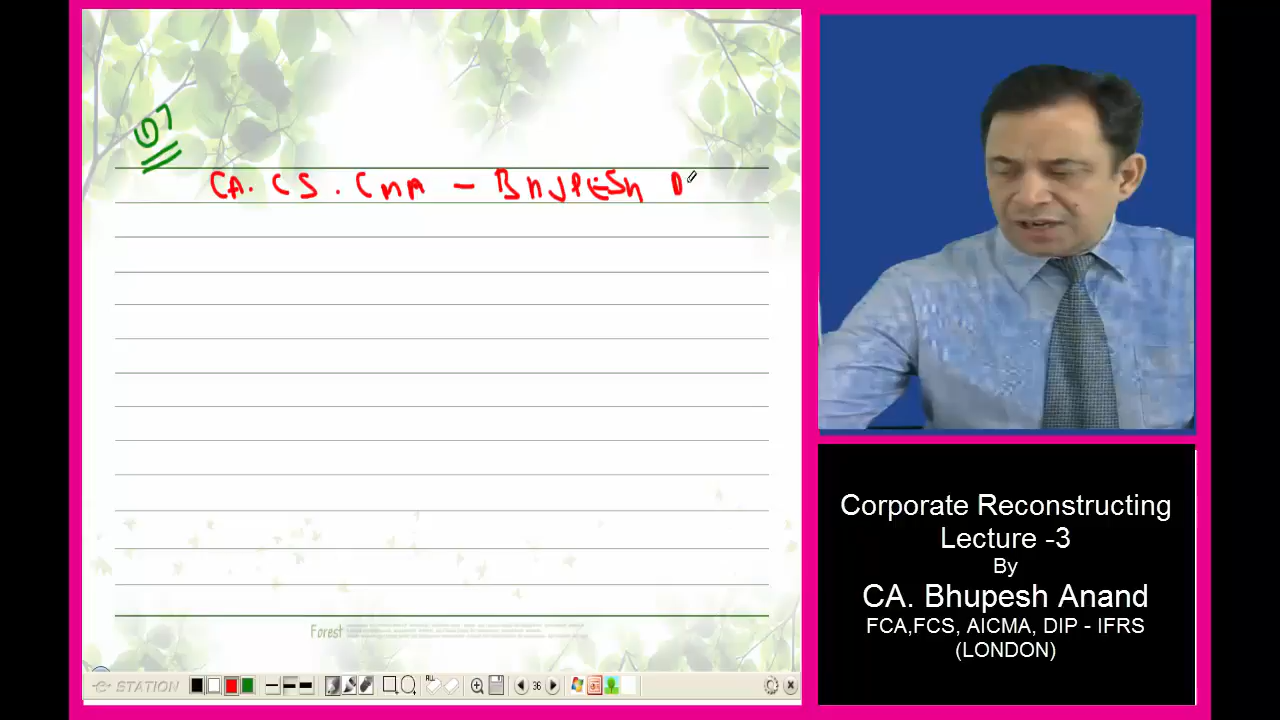 07
CA. CS. CMA - BHUPESH
Forest
e-STATION
36
Corporate Reconstructing
Lecture -3
By
CA. Bhupesh Anand
FCA,FCS, AICMA, DIP - IFRS
(LONDON)